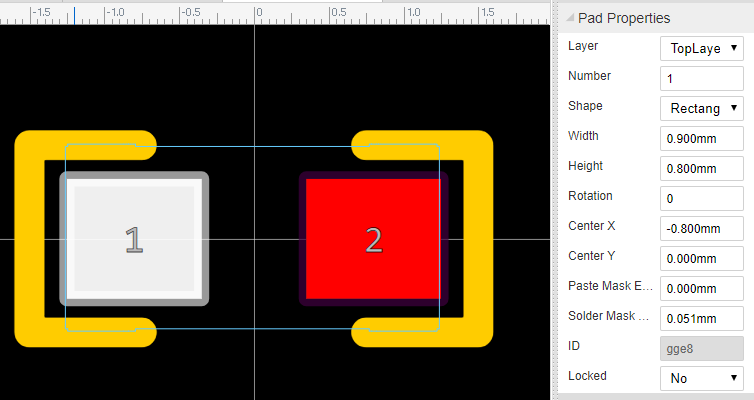 -1.5 -1.0 -0.5 0 0.5 1.0 1.5
1 2
Pad Properties
Layer TopLaye
Number 1
Shape Rectang
Width 0.900mm
Height 0.800mm
Rotation 0
Center X -0.800mm
Center Y 0.000mm
Paste Mask E... 0.000mm
Solder Mask ... 0.051mm
ID gge8
Locked No